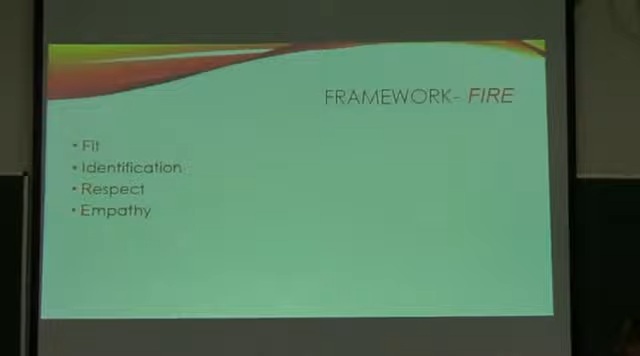 FRAMEWORK- FIRE
• Fit
• Identification
• Respect
• Empathy